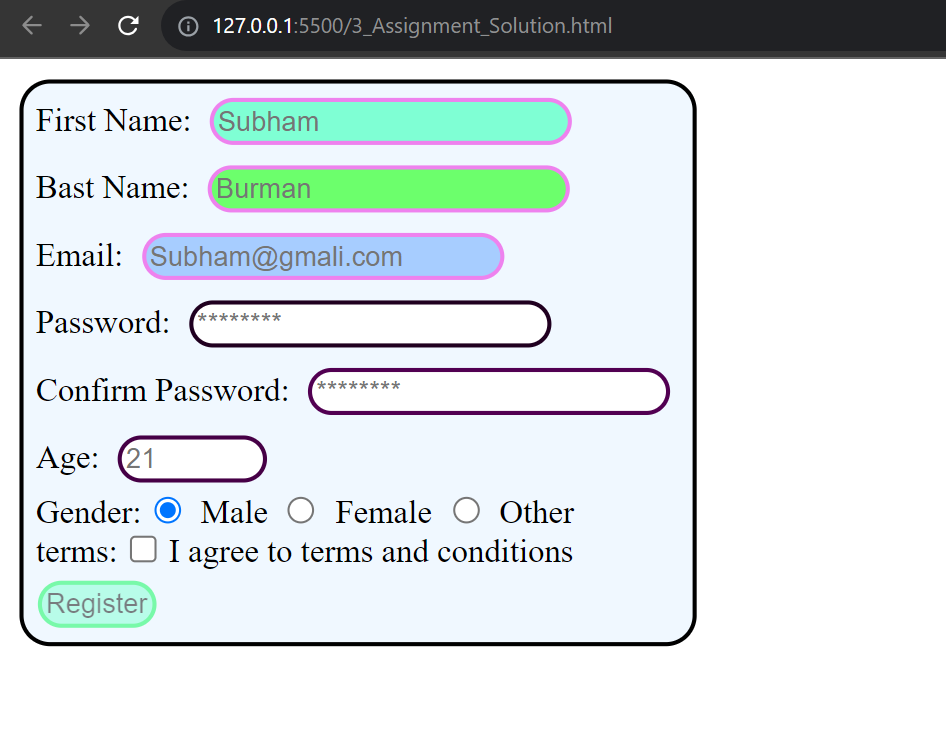 127.0.0.1:5500/3_Assignment_Solution.html
First Name: Subham
Bast Name: Burman
Email: Subham@gmali.com
Password: ********
Confirm Password: ********
Age: 21
Gender: Male Female Other
terms: I agree to terms and conditions
Register